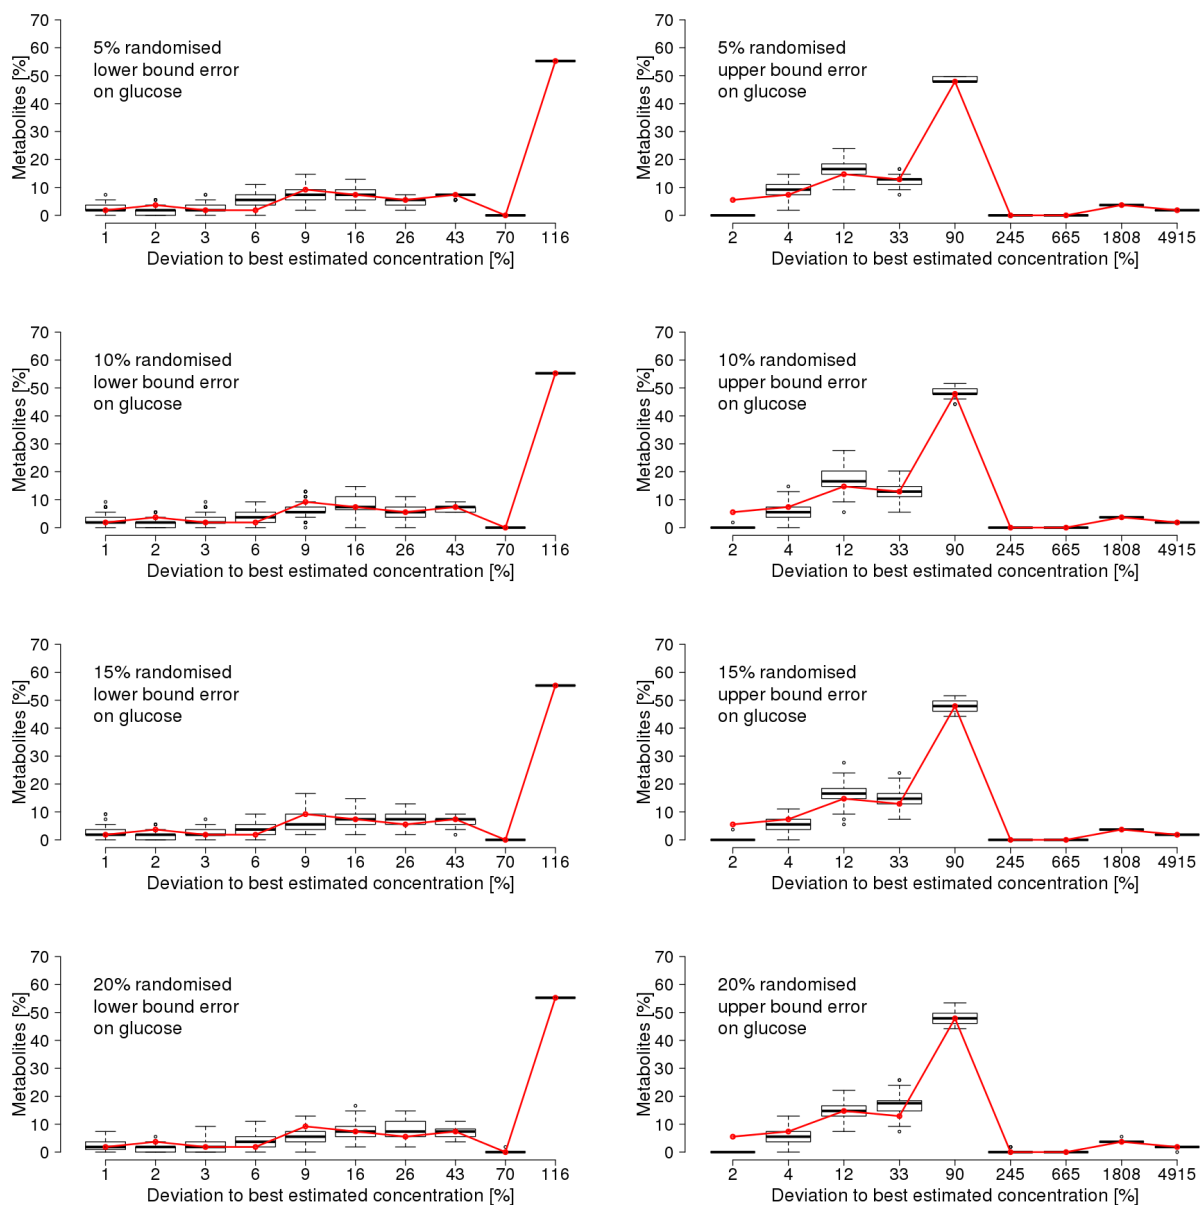 70
60
50
40
30
20
10
0
Metabolites [%]
5% randomised
lower bound error
on glucose
1 2 3 6 9 16 26 43 70 116
Deviation to best estimated concentration [%]
70
60
50
40
30
20
10
0
Metabolites [%]
5% randomised
upper bound error
on glucose
2 4 12 33 90 245 665 1808 4915
Deviation to best estimated concentration [%]
70
60
50
40
30
20
10
0
Metabolites [%]
10% randomised
lower bound error
on glucose
1 2 3 6 9 16 26 43 70 116
Deviation to best estimated concentration [%]
70
60
50
40
30
20
10
0
Metabolites [%]
10% randomised
upper bound error
on glucose
2 4 12 33 90 245 665 1808 4915
Deviation to best estimated concentration [%]
70
60
50
40
30
20
10
0
Metabolites [%]
15% randomised
lower bound error
on glucose
1 2 3 6 9 16 26 43 70 116
Deviation to best estimated concentration [%]
70
60
50
40
30
20
10
0
Metabolites [%]
15% randomised
upper bound error
on glucose
2 4 12 33 90 245 665 1808 4915
Deviation to best estimated concentration [%]
70
60
50
40
30
20
10
0
Metabolites [%]
20% randomised
lower bound error
on glucose
1 2 3 6 9 16 26 43 70 116
Deviation to best estimated concentration [%]
70
60
50
40
30
20
10
0
Metabolites [%]
20% randomised
upper bound error
on glucose
2 4 12 33 90 245 665 1808 4915
Deviation to best estimated concentration [%]